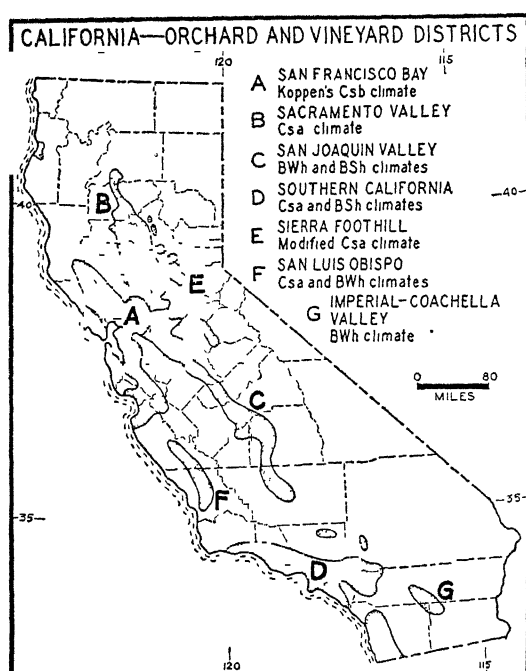 CALIFORNIA—ORCHARD AND VINEYARD DISTRICTS
120
115
A SAN FRANCISCO BAY
Koppen's Csb climate
B SACRAMENTO VALLEY
Csa climate
C SAN JOAQUIN VALLEY
BWh and BSh climates
D SOUTHERN CALIFORNIA
Csa and BSh climates
E SIERRA FOOTHILL
Modified Csa climate
F SAN LUIS OBISPO
Csa and BWh climates
G IMPERIAL-COACHELLA
VALLEY
BWh climate
40
40
B
E
A
0 80
MILES
C
F
35
35
D
G
120
115